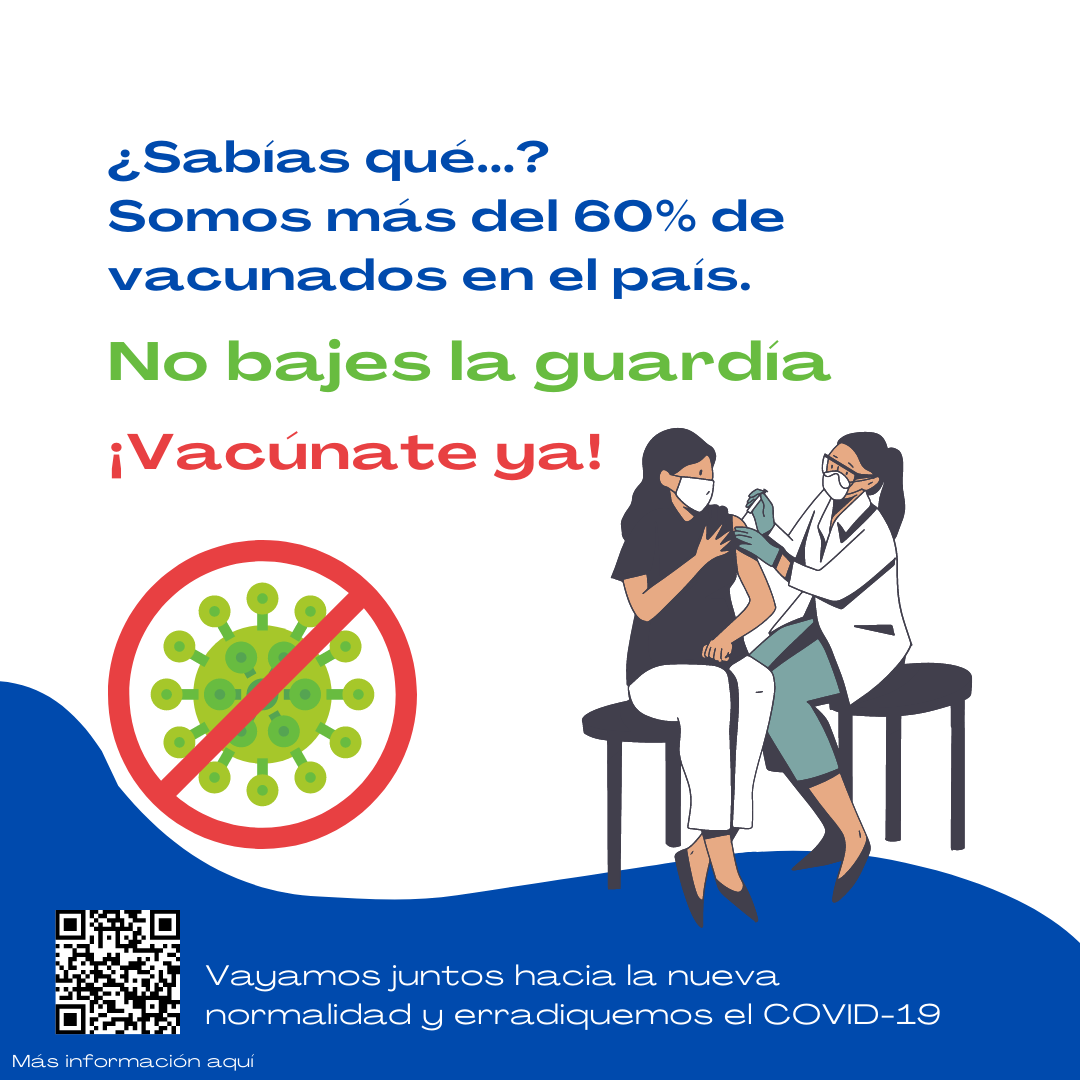 ¿Sabías qué...?
Somos más del 60% de
vacunados en el país.
No bajes la guardía
¡Vacúnate ya!
Vayamos juntos hacia la nueva
normalidad y erradiquemos el COVID-19
Más información aquí